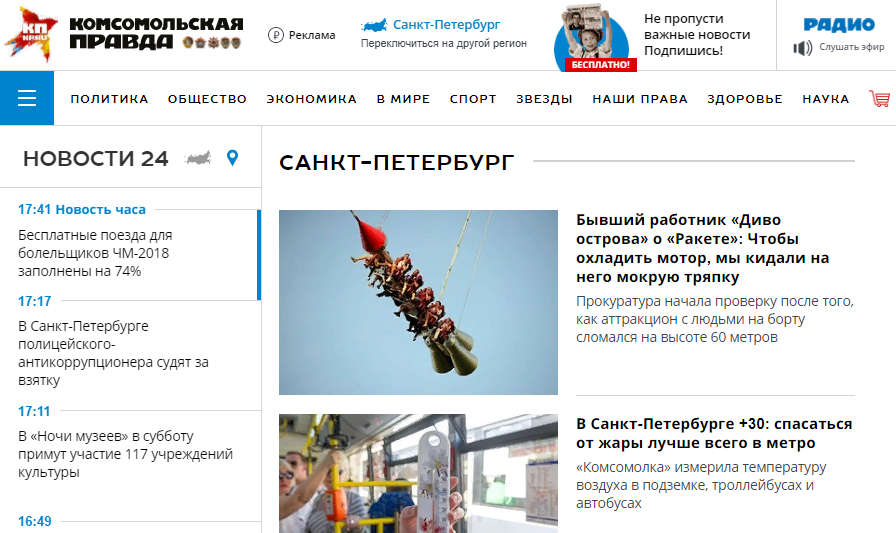 КП
KP.RU
КОМСОМОЛЬСКАЯ
ПРАВДА
Р Реклама
Санкт-Петербург
Переключиться на другой регион
БЕСПЛАТНО!
Не пропусти
важные новости
Подпишись!
РАДИО
Слушать эфир
ПОЛИТИКА ОБЩЕСТВО ЭКОНОМИКА В МИРЕ СПОРТ ЗВЕЗДЫ НАШИ ПРАВА ЗДОРОВЬЕ НАУКА
НОВОСТИ 24
17:41 Новость часа
Бесплатные поезда для
болельщиков ЧМ-2018
заполнены на 74%
17:17
В Санкт-Петербурге
полицейского-
антикоррупционера судят за
взятку
17:11
В «Ночи музеев» в субботу
примут участие 117 учреждений
культуры
16:49
САНКТ-ПЕТЕРБУРГ
Бывший работник «Диво
острова» о «Ракете»: Чтобы
охладить мотор, мы кидали на
него мокрую тряпку
Прокуратура начала проверку после того,
как аттракцион с людьми на борту
сломался на высоте 60 метров
В Санкт-Петербурге +30: спасаться
от жары лучше всего в метро
«Комсомолка» измерила температуру
воздуха в подземке, троллейбусах и
автобусах